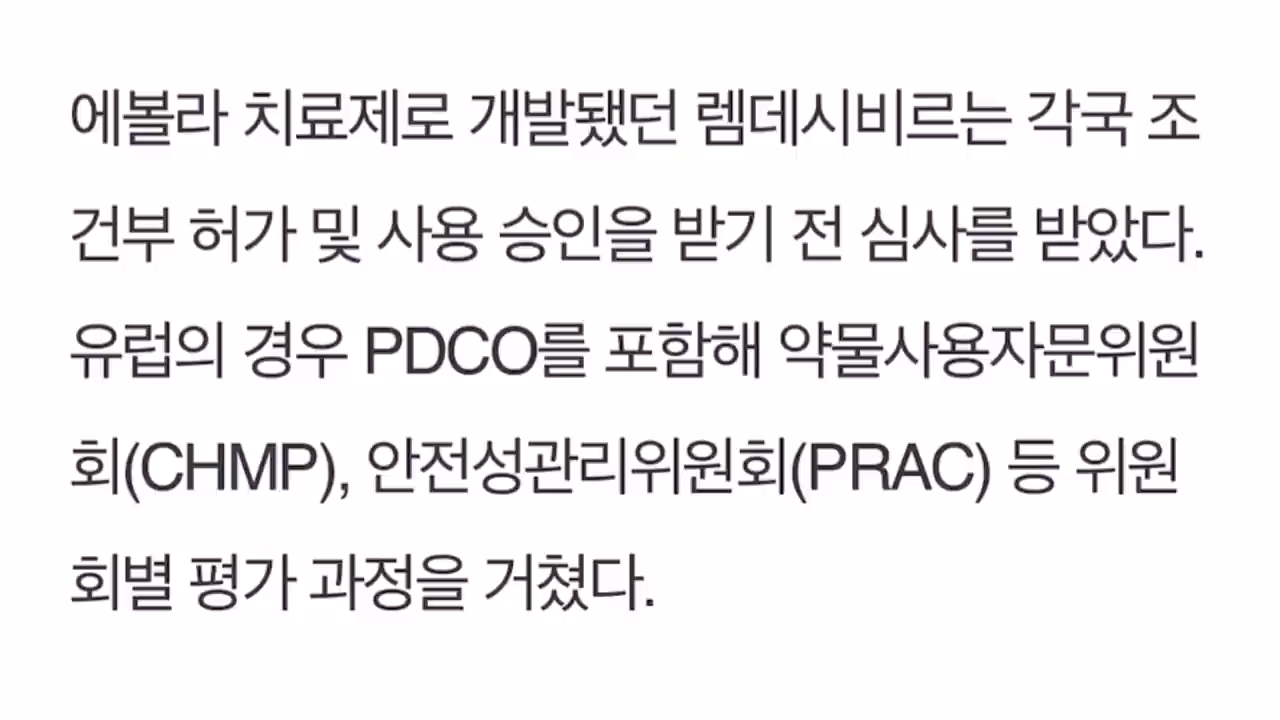 에볼라 치료제로 개발됐던 렘데시비르는 각국 조
건부 허가 및 사용 승인을 받기 전 심사를 받았다.
유럽의 경우 PDCO를 포함해 약물사용자문위원
회(CHMP), 안전성관리위원회(PRAC) 등 위원
회별 평가 과정을 거쳤다.